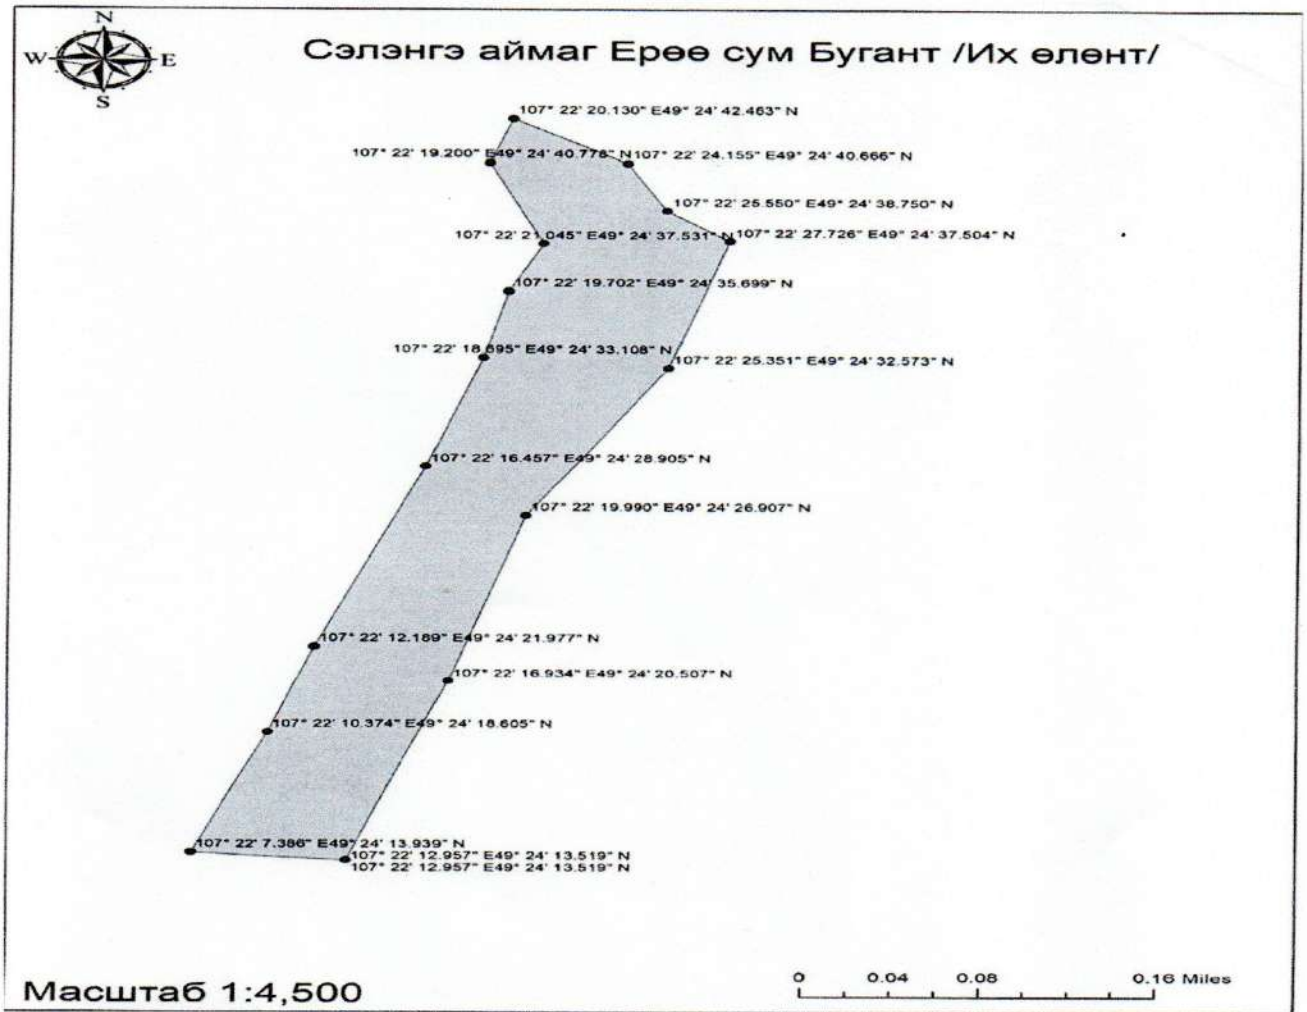 N
W E
S
Сэлэнгэ аймаг Ерөө сум Бугант /Их өлөнт/
107° 22' 20.130" E49° 24' 42.463" N
107° 22' 19.200" E49° 24' 40.778" N
107° 22' 24.155" E49° 24' 40.666" N
107° 22' 25.550" E49° 24' 38.750" N
107° 22' 21.045" E49° 24' 37.531" N
107° 22' 27.726" E49° 24' 37.504" N
107° 22' 19.702" E49° 24' 35.699" N
107° 22' 18.695" E49° 24' 33.108" N
107° 22' 25.351" E49° 24' 32.573" N
107° 22' 16.457" E49° 24' 28.905" N
107° 22' 19.990" E49° 24' 26.907" N
107° 22' 12.189" E49° 24' 21.977" N
107° 22' 16.934" E49° 24' 20.507" N
107° 22' 10.374" E49° 24' 18.605" N
107° 22' 7.386" E49° 24' 13.939" N
107° 22' 12.957" E49° 24' 13.519" N
107° 22' 12.957" E49° 24' 13.519" N
Масштаб 1:4,500
0 0.04 0.08 0.16 Miles